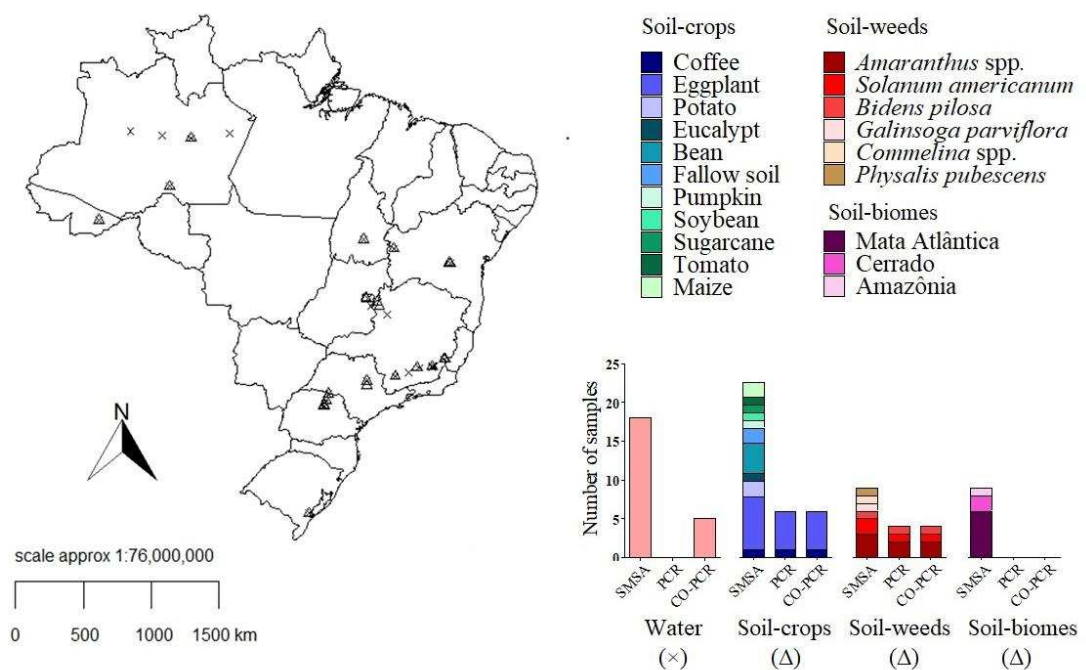 Soil-crops
Coffee
Eggplant
Potato
Eucalypt
Bean
Fallow soil
Pumpkin
Soybean
Sugarcane
Tomato
Maize
Soil-weeds
Amaranthus spp.
Solanum americanum
Bidens pilosa
Galinsoga parviflora
Commelina spp.
Physalis pubescens
Soil-biomes
Mata Atlântica
Cerrado
Amazônia
N
scale approx 1:76,000,000
0 500 1000 1500 km
Number of samples
25
20
15
10
5
0
SMSA PCR CO-PCR SMSA PCR CO-PCR SMSA PCR CO-PCR SMSA PCR CO-PCR
Water Soil-crops Soil-weeds Soil-biomes
(×) (Δ) (Δ) (Δ)